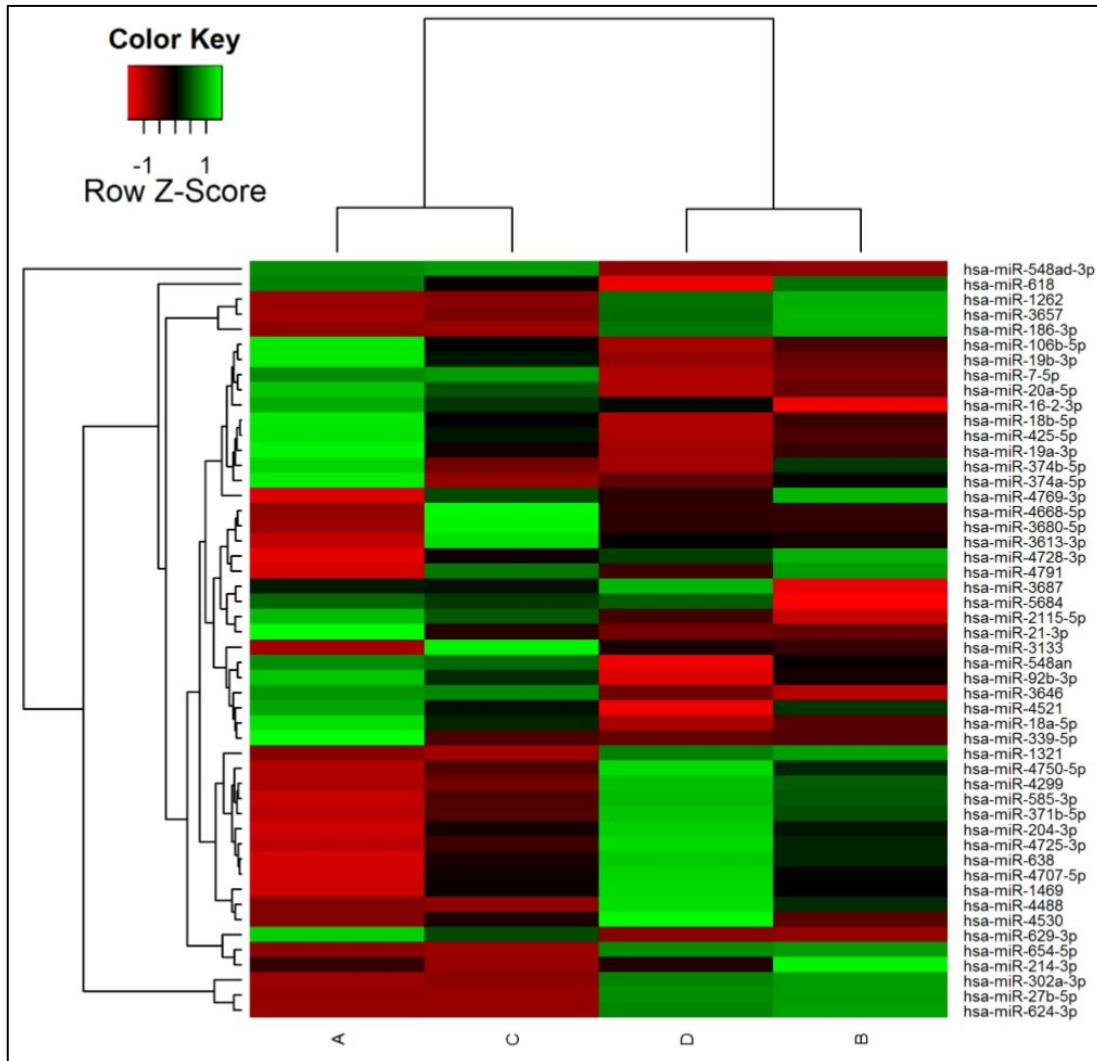 Color Key
-1 1
Row Z-Score
hsa-miR-548ad-3p
hsa-miR-618
hsa-miR-1262
hsa-miR-3657
hsa-miR-186-3p
hsa-miR-106b-5p
hsa-miR-19b-3p
hsa-miR-7-5p
hsa-miR-20a-5p
hsa-miR-16-2-3p
hsa-miR-18b-5p
hsa-miR-425-5p
hsa-miR-19a-3p
hsa-miR-374b-5p
hsa-miR-374a-5p
hsa-miR-4769-3p
hsa-miR-4668-5p
hsa-miR-3680-5p
hsa-miR-3613-3p
hsa-miR-4728-3p
hsa-miR-4791
hsa-miR-3687
hsa-miR-5684
hsa-miR-2115-5p
hsa-miR-21-3p
hsa-miR-3133
hsa-miR-548an
hsa-miR-92b-3p
hsa-miR-3646
hsa-miR-4521
hsa-miR-18a-5p
hsa-miR-339-5p
hsa-miR-1321
hsa-miR-4750-5p
hsa-miR-4299
hsa-miR-585-3p
hsa-miR-371b-5p
hsa-miR-204-3p
hsa-miR-4725-3p
hsa-miR-638
hsa-miR-4707-5p
hsa-miR-1469
hsa-miR-4488
hsa-miR-4530
hsa-miR-629-3p
hsa-miR-654-5p
hsa-miR-214-3p
hsa-miR-302a-3p
hsa-miR-27b-5p
hsa-miR-624-3p
A C D B